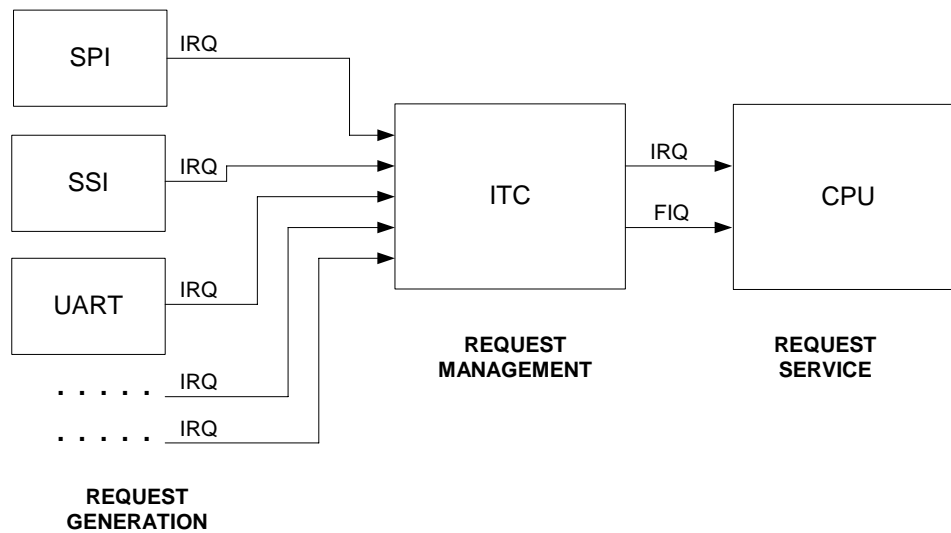 SPI
IRQ
SSI
IRQ
UART
IRQ
. . . . .
IRQ
. . . . .
IRQ
REQUEST
GENERATION
ITC
REQUEST
MANAGEMENT
IRQ
FIQ
CPU
REQUEST
SERVICE